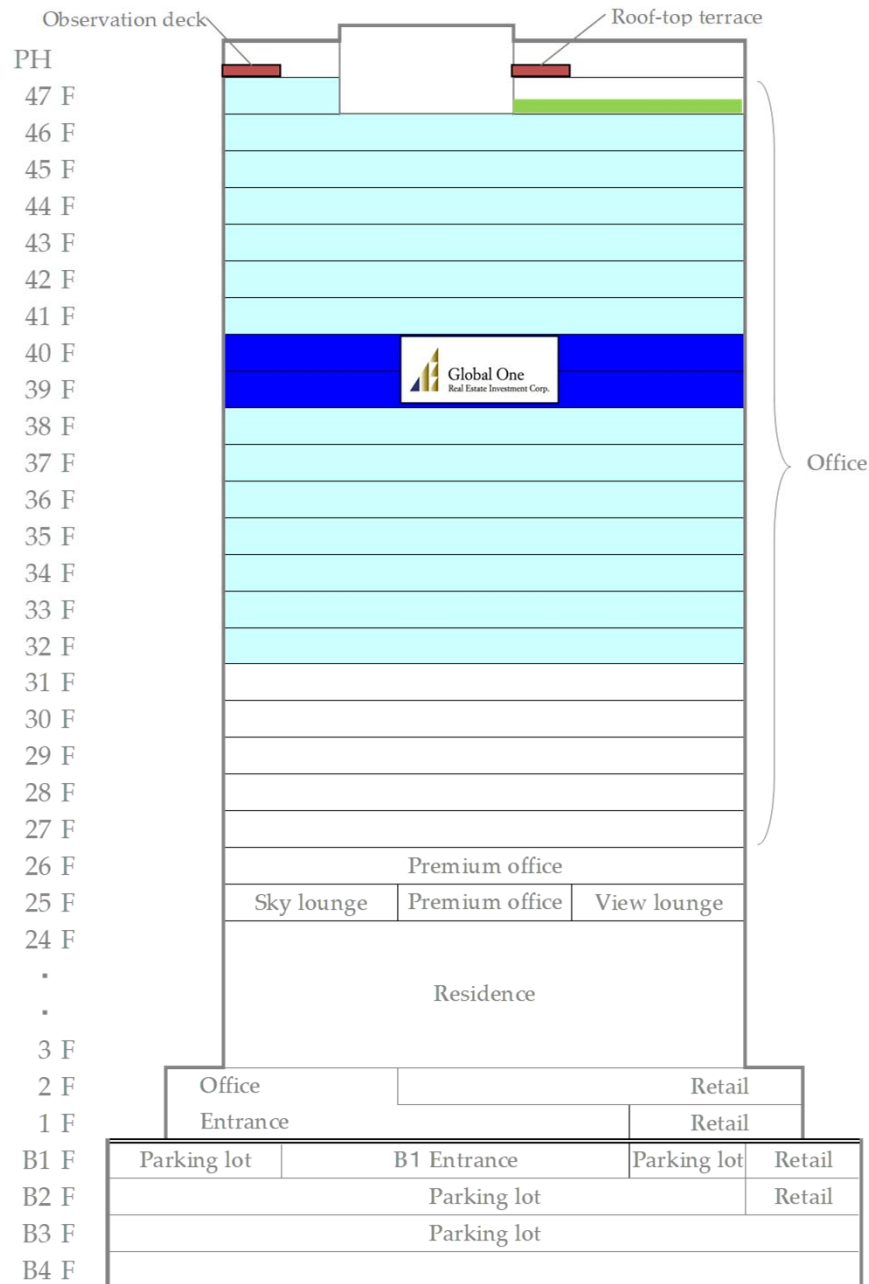 Observation deck
Roof-top terrace
PH
47 F
46 F
45 F
44 F
43 F
42 F
41 F
40 F
Global One
Real Estate Investment Corp.
39 F
38 F
37 F
Office
36 F
35 F
34 F
33 F
32 F
31 F
30 F
29 F
28 F
27 F
26 F Premium office
25 F Sky lounge Premium office View lounge
24 F
.
Residence
.
3 F
2 F Office Retail
1 F Entrance Retail
B1 F Parking lot B1 Entrance Parking lot Retail
B2 F Parking lot Retail
B3 F Parking lot
B4 F